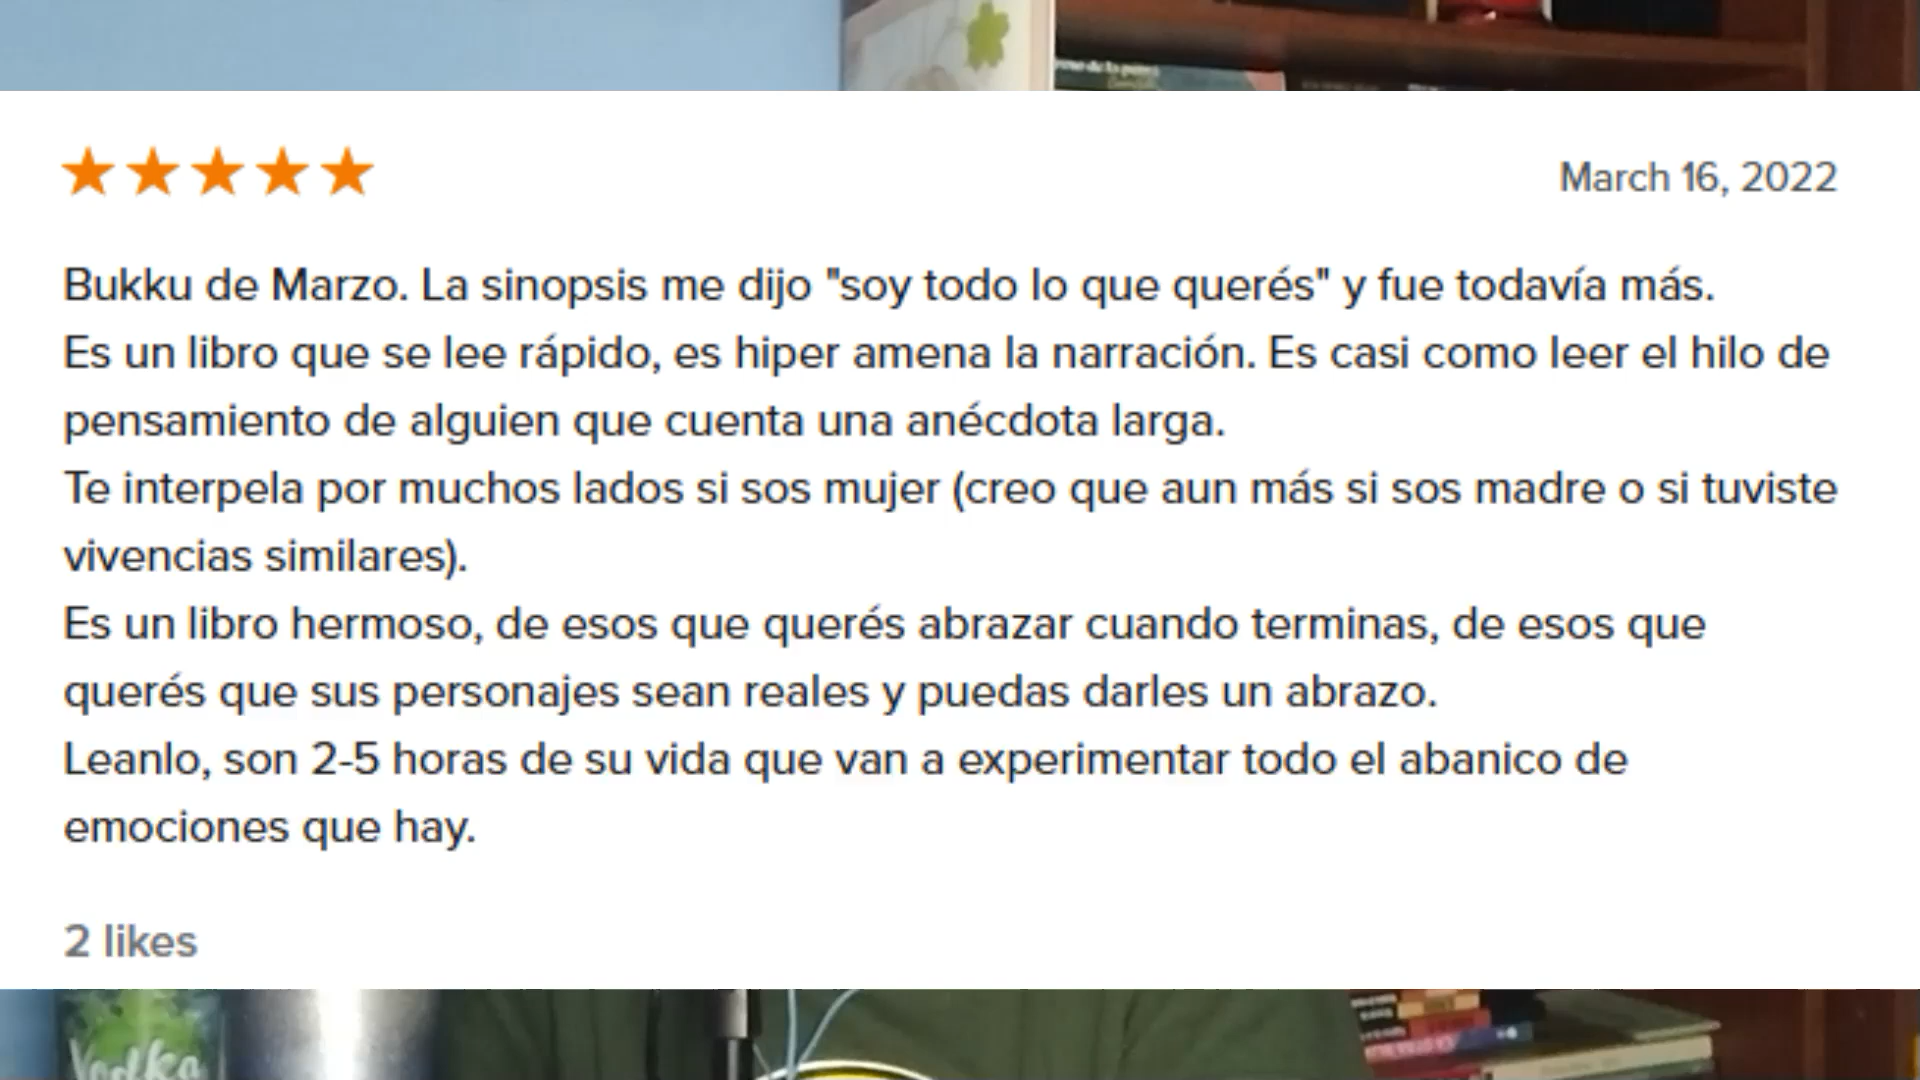 March 16, 2022
Bukku de Marzo. La sinopsis me dijo "soy todo lo que querés" y fue todavía más.
Es un libro que se lee rápido, es hiper amena la narración. Es casi como leer el hilo de
pensamiento de alguien que cuenta una anécdota larga.
Te interpela por muchos lados si sos mujer (creo que aun más si sos madre o si tuviste
vivencias similares).
Es un libro hermoso, de esos que querés abrazar cuando terminas, de esos que
querés que sus personajes sean reales y puedas darles un abrazo.
Leanlo, son 2-5 horas de su vida que van a experimentar todo el abanico de
emociones que hay.
2 likes
Vodka